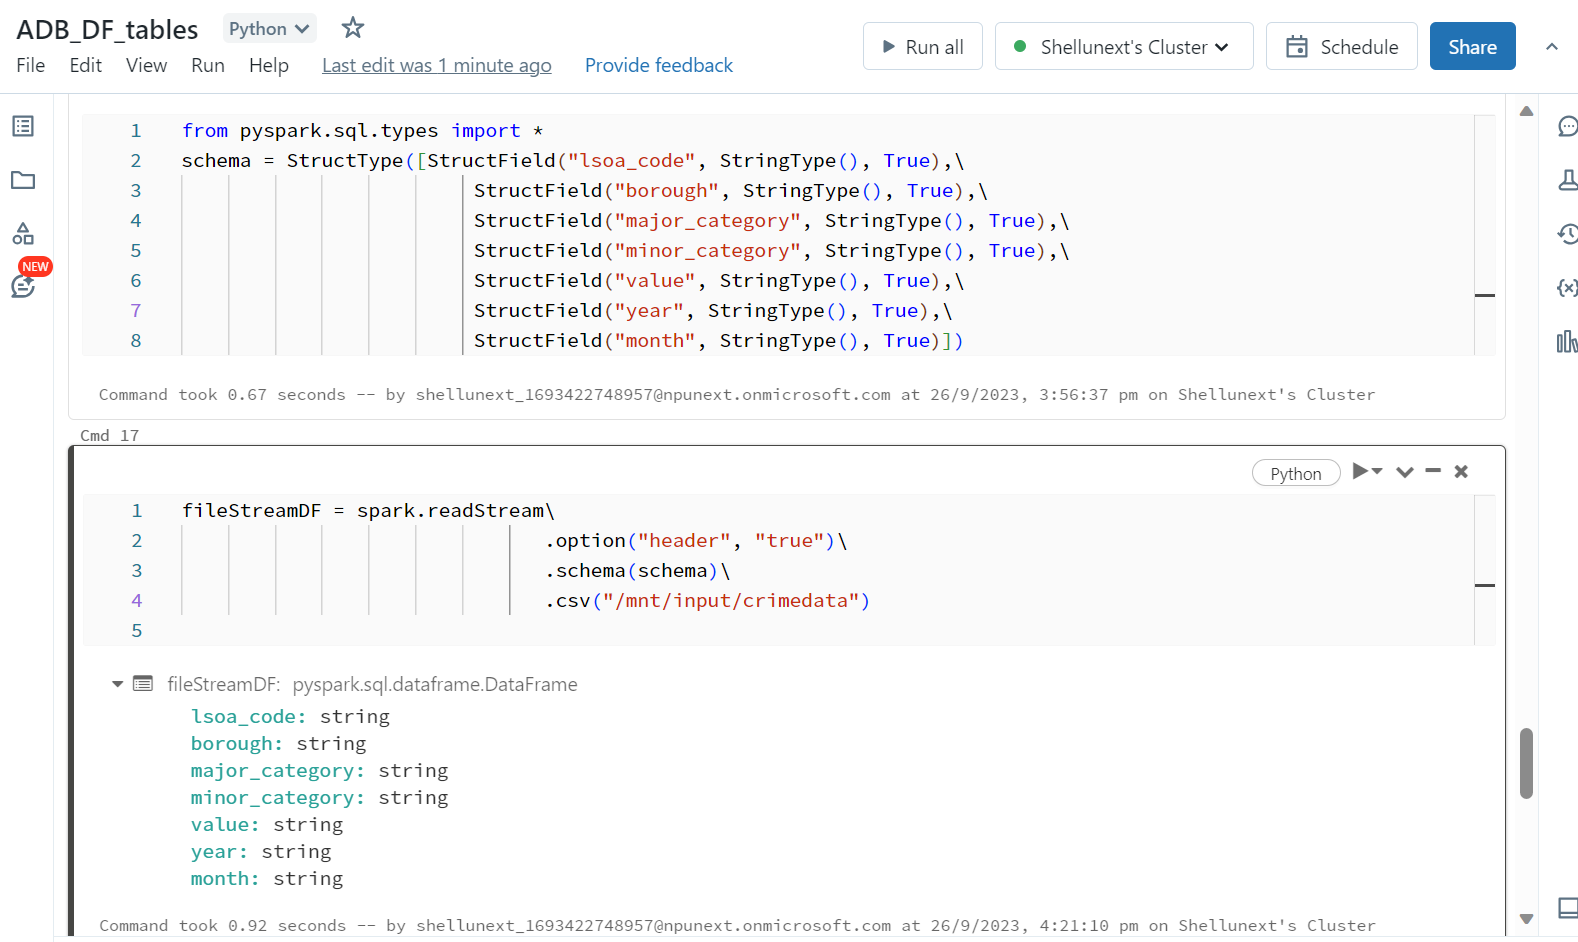 ADB_DF_tables Python
File Edit View Run Help Last edit was 1 minute ago Provide feedback
Run all Shellunext's Cluster Schedule Share
NEW
1 from pyspark.sql.types import *
2 schema = StructType([StructField("lsoa_code", StringType(), True),\
3 StructField("borough", StringType(), True),\
4 StructField("major_category", StringType(), True),\
5 StructField("minor_category", StringType(), True),\
6 StructField("value", StringType(), True),\
7 StructField("year", StringType(), True),\
8 StructField("month", StringType(), True)])
Command took 0.67 seconds -- by shellunext_1693422748957@npunext.onmicrosoft.com at 26/9/2023, 3:56:37 pm on Shellunext's Cluster
Cmd 17
Python
1 fileStreamDF = spark.readStream\
2 .option("header", "true")\
3 .schema(schema)\
4 .csv("/mnt/input/crimedata")
5
fileStreamDF: pyspark.sql.dataframe.DataFrame
lsoa_code: string
borough: string
major_category: string
minor_category: string
value: string
year: string
month: string
Command took 0.92 seconds -- by shellunext_1693422748957@npunext.onmicrosoft.com at 26/9/2023, 4:21:10 pm on Shellunext's Cluster